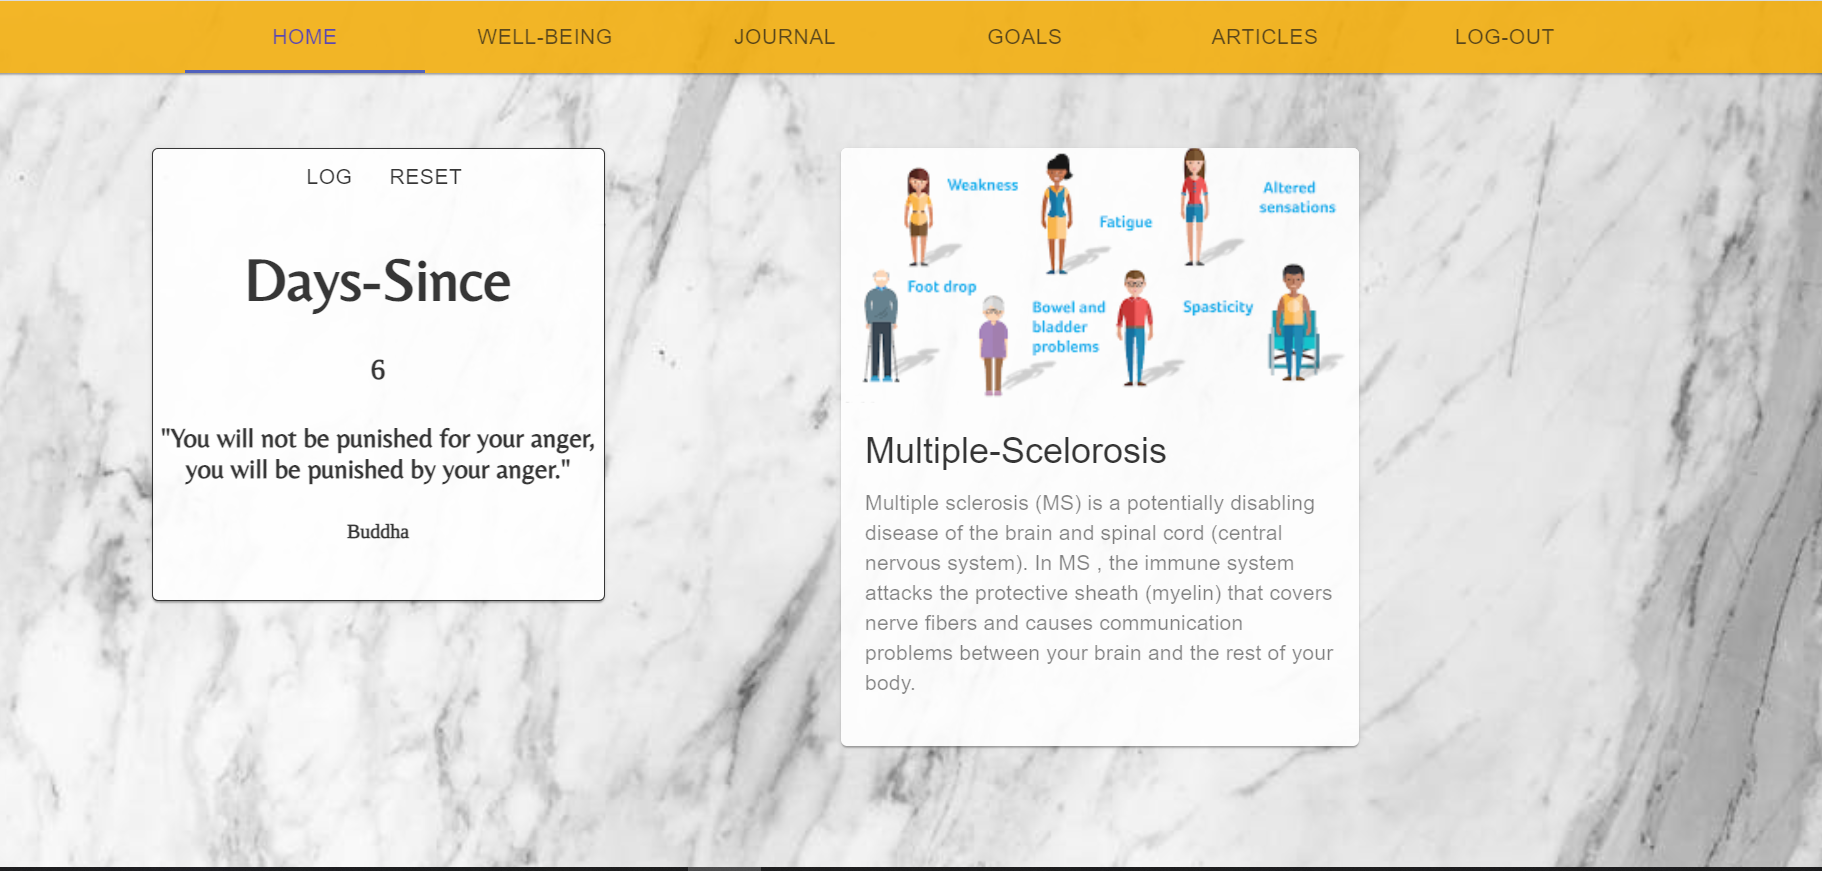 HOME
WELL-BEING
JOURNAL
GOALS
ARTICLES
LOG-OUT
LOG
RESET
Days-Since
6
"You will not be punished for your anger,
you will be punished by your anger."
Buddha
Weakness
Fatigue
Altered
sensations
Foot drop
Bowel and
bladder
problems
Spasticity
Multiple-Scelorosis
Multiple sclerosis (MS) is a potentially disabling
disease of the brain and spinal cord (central
nervous system). In MS , the immune system
attacks the protective sheath (myelin) that covers
nerve fibers and causes communication
problems between your brain and the rest of your
body.